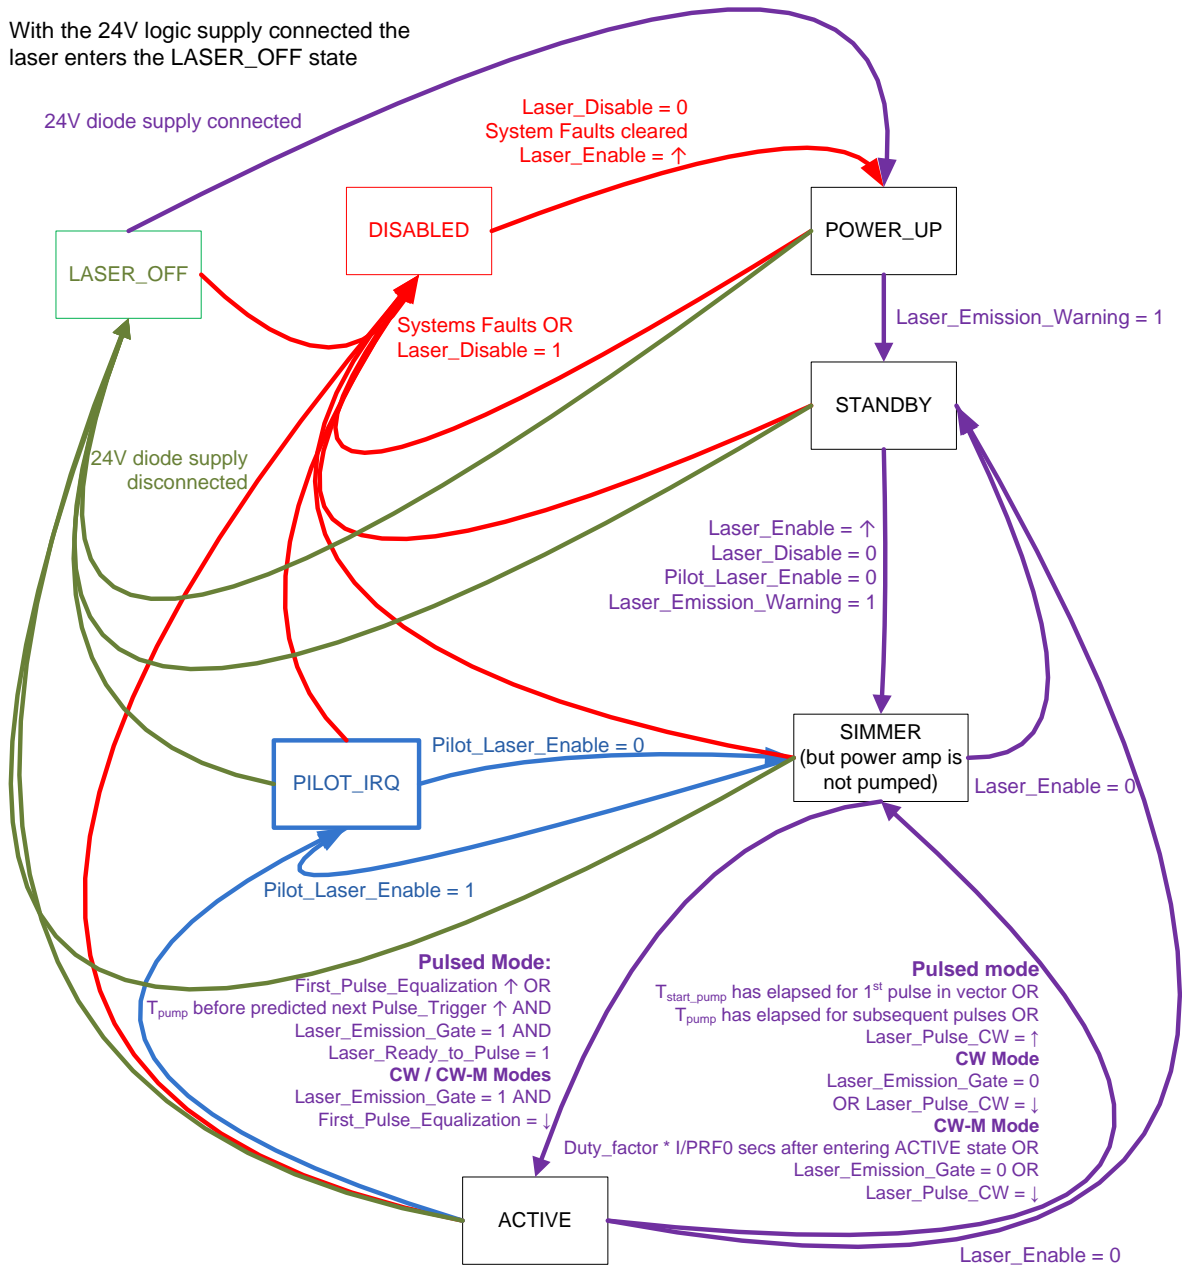 With the 24V logic supply connected the
laser enters the LASER_OFF state
24V diode supply connected
Laser_Disable = 0
System Faults cleared
Laser_Enable = ↑
DISABLED
POWER_UP
LASER_OFF
Systems Faults OR
Laser_Disable = 1
Laser_Emission_Warning = 1
STANDBY
24V diode supply
disconnected
Laser_Enable = ↑
Laser_Disable = 0
Pilot_Laser_Enable = 0
Laser_Emission_Warning = 1
SIMMER
(but power amp is
not pumped)
Pilot_Laser_Enable = 0
PILOT_IRQ
Laser_Enable = 0
Pilot_Laser_Enable = 1
Pulsed Mode:
First_Pulse_Equalization ↑ OR
Tpump before predicted next Pulse_Trigger ↑ AND
Laser_Emission_Gate = 1 AND
Laser_Ready_to_Pulse = 1
CW / CW-M Modes
Laser_Emission_Gate = 1 AND
First_Pulse_Equalization = ↓
Pulsed mode
Tstart_pump has elapsed for 1st pulse in vector OR
Tpump has elapsed for subsequent pulses OR
Laser_Pulse_CW = ↑
CW Mode
Laser_Emission_Gate = 0
OR Laser_Pulse_CW = ↓
CW-M Mode
Duty_factor * I/PRF0 secs after entering ACTIVE state OR
Laser_Emission_Gate = 0 OR
Laser_Pulse_CW = ↓
ACTIVE
Laser_Enable = 0